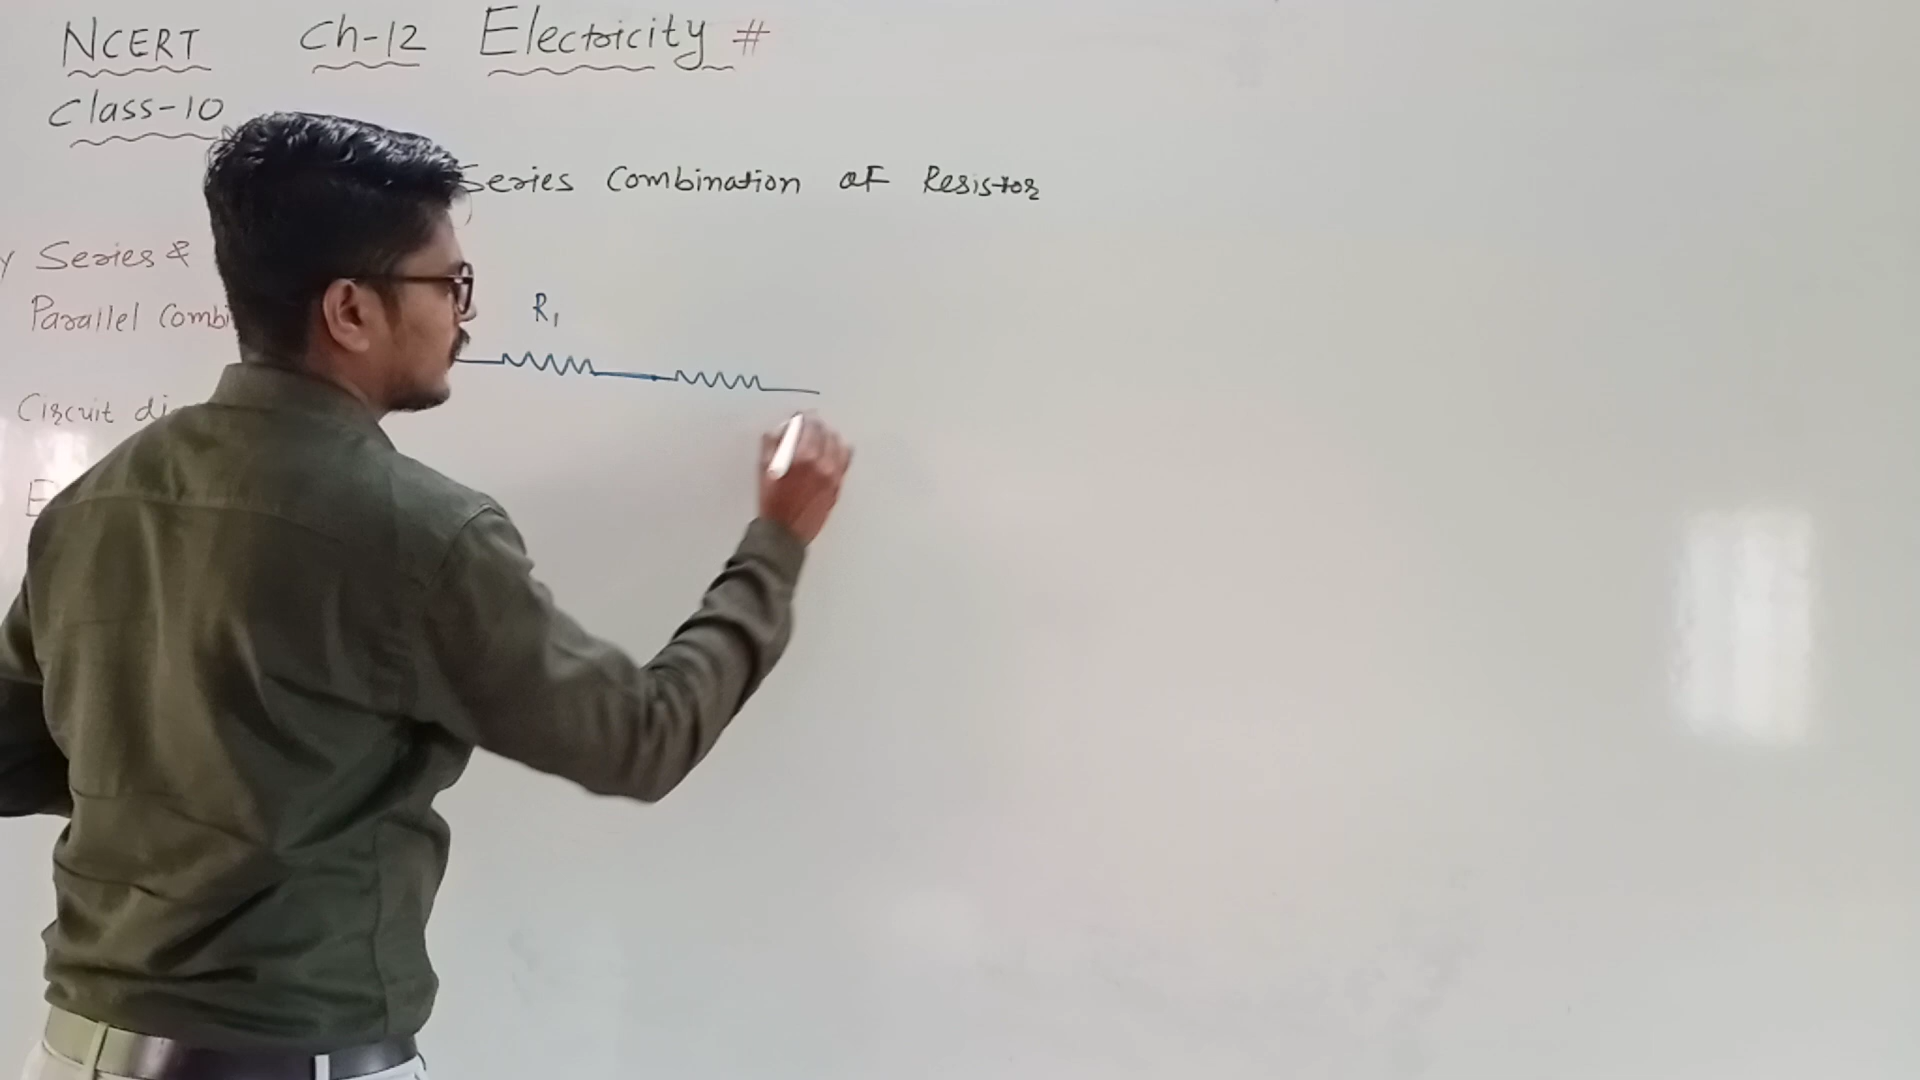 NCERT Ch-12 Electricity #
Class-10
Series Combination of Resistor
Series &
Parallel Combi
R1
Circuit di
E